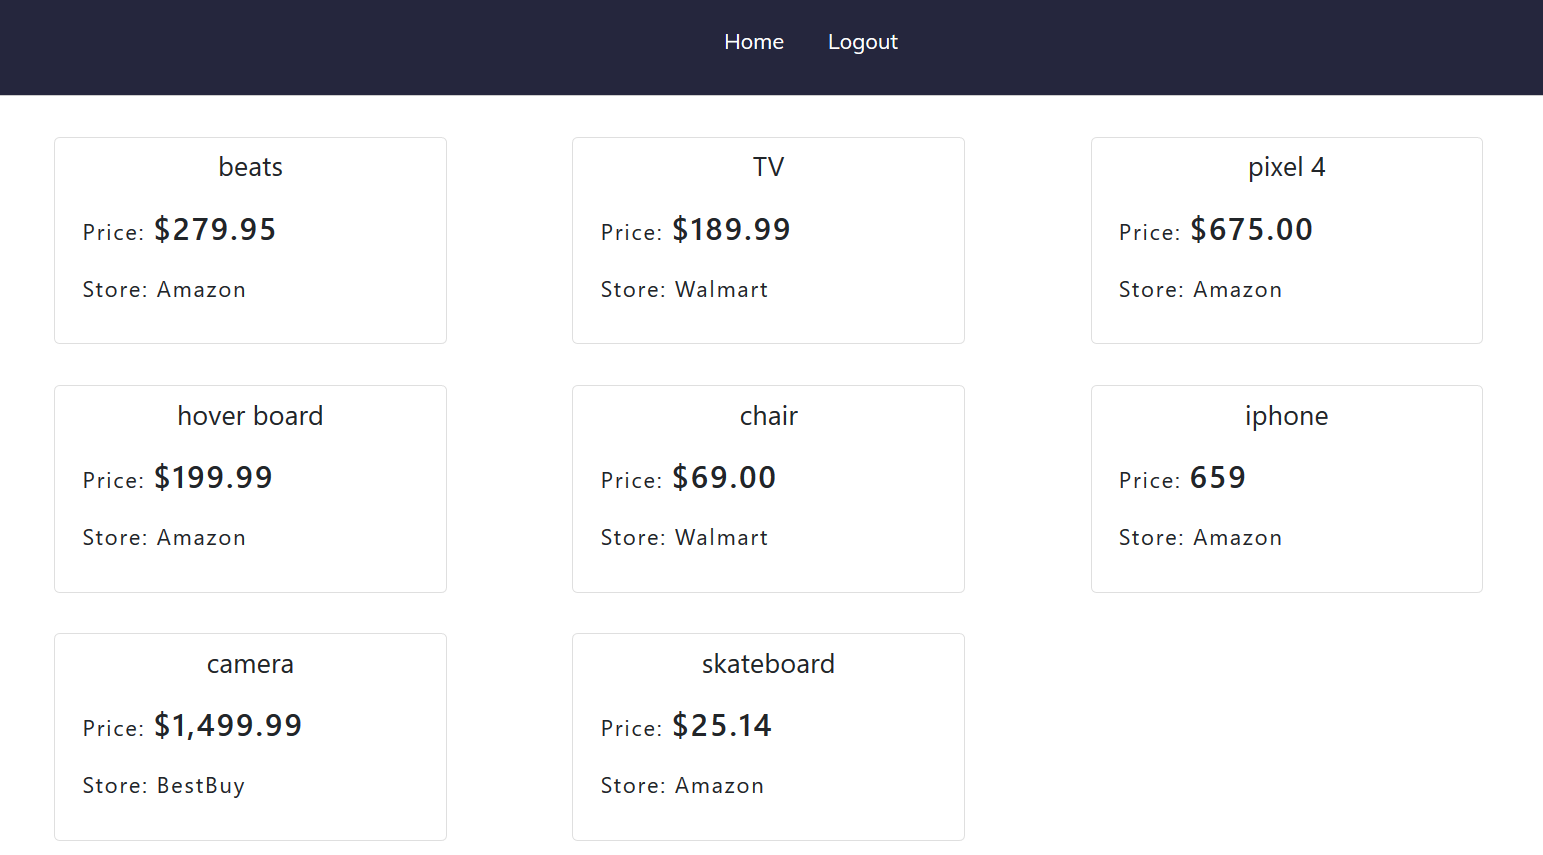 Home Logout
beats
Price: $279.95
Store: Amazon
TV
Price: $189.99
Store: Walmart
pixel 4
Price: $675.00
Store: Amazon
hover board
Price: $199.99
Store: Amazon
chair
Price: $69.00
Store: Walmart
iphone
Price: 659
Store: Amazon
camera
Price: $1,499.99
Store: BestBuy
skateboard
Price: $25.14
Store: Amazon